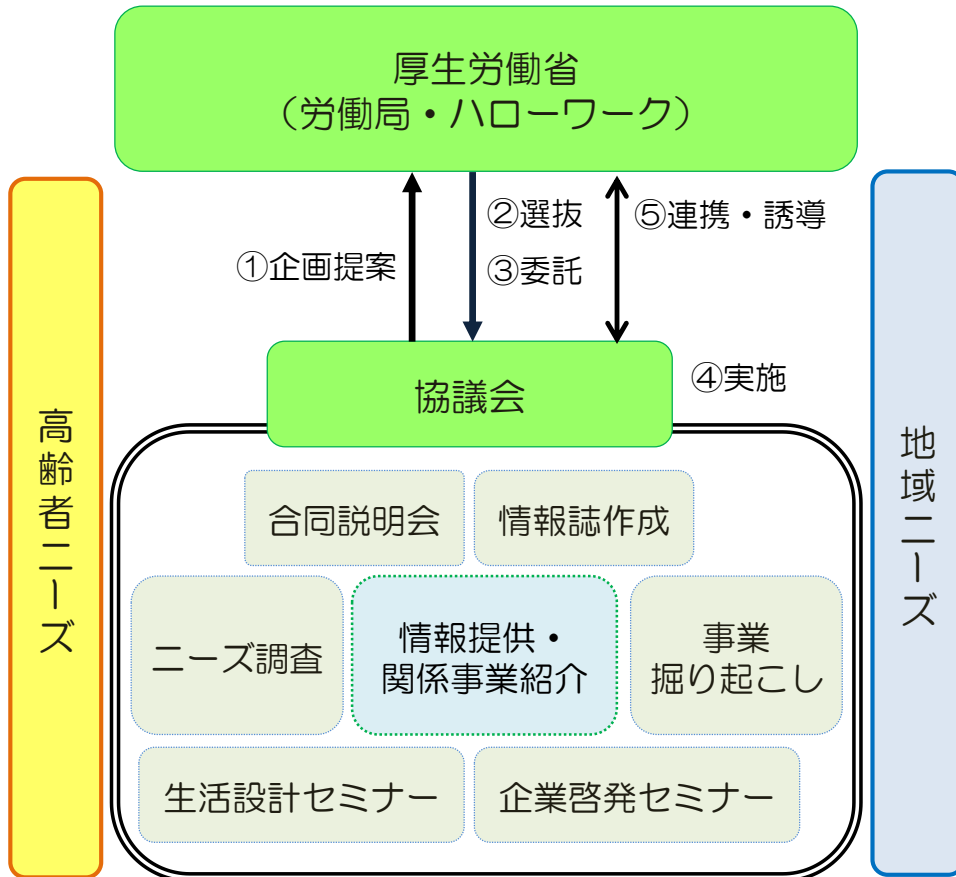 厚生労働省
（労働局・ハローワーク）
①企画提案
②選抜
③委託
⑤連携・誘導
協議会
④実施
高齢者ニーズ
地域ニーズ
合同説明会
情報誌作成
ニーズ調査
情報提供・
関係事業紹介
事業
掘り起こし
生活設計セミナー
企業啓発セミナー